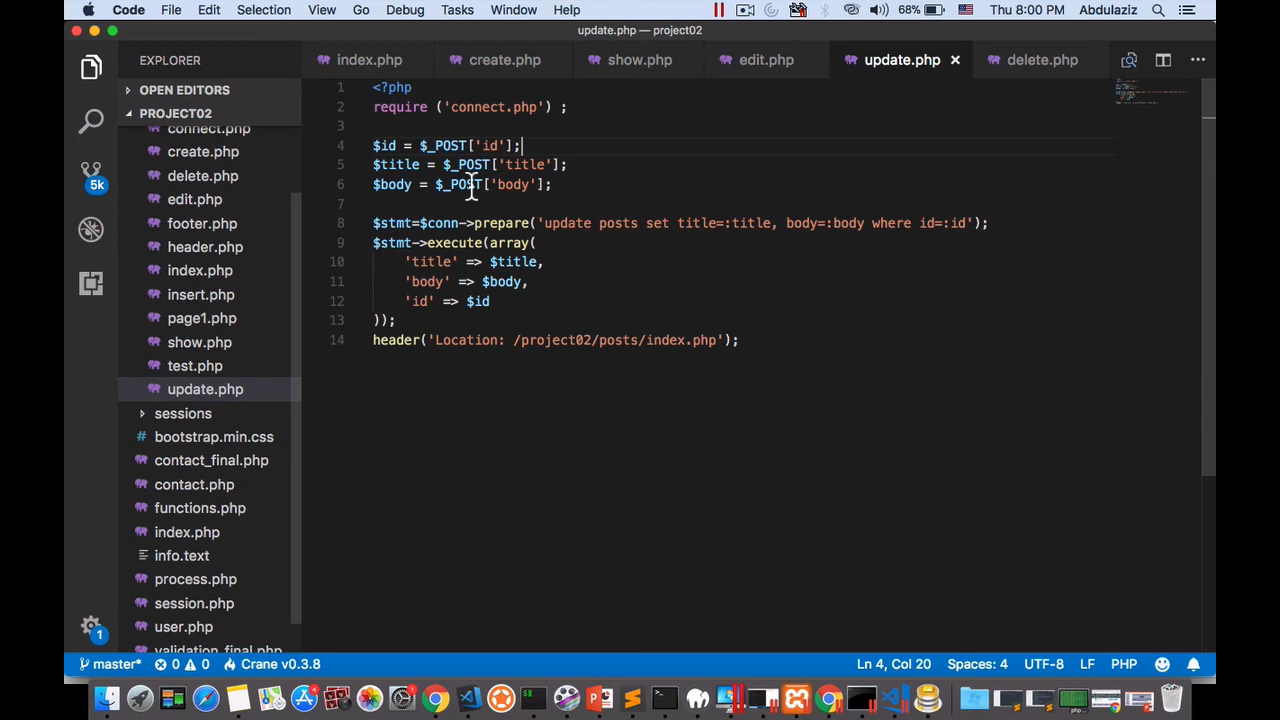 Code File Edit Selection View Go Debug Tasks Window Help 68% Thu 8:00 PM Abdulaziz
update.php — project02
EXPLORER
index.php create.php show.php edit.php update.php delete.php
OPEN EDITORS
PROJECT02
connect.php
create.php
delete.php
edit.php
footer.php
header.php
index.php
insert.php
page1.php
show.php
test.php
update.php
sessions
bootstrap.min.css
contact_final.php
contact.php
functions.php
index.php
info.text
process.php
session.php
user.php
validation_final.php
5k
1
1 <?php
2 require ('connect.php') ;
3
4 $id = $_POST['id'];
5 $title = $_POST['title'];
6 $body = $_POST['body'];
7
8 $stmt=$conn->prepare('update posts set title=:title, body=:body where id=:id');
9 $stmt->execute(array(
10 'title' => $title,
11 'body' => $body,
12 'id' => $id
13 ));
14 header('Location: /project02/posts/index.php');
master* 0 0 Crane v0.3.8 Ln 4, Col 20 Spaces: 4 UTF-8 LF PHP